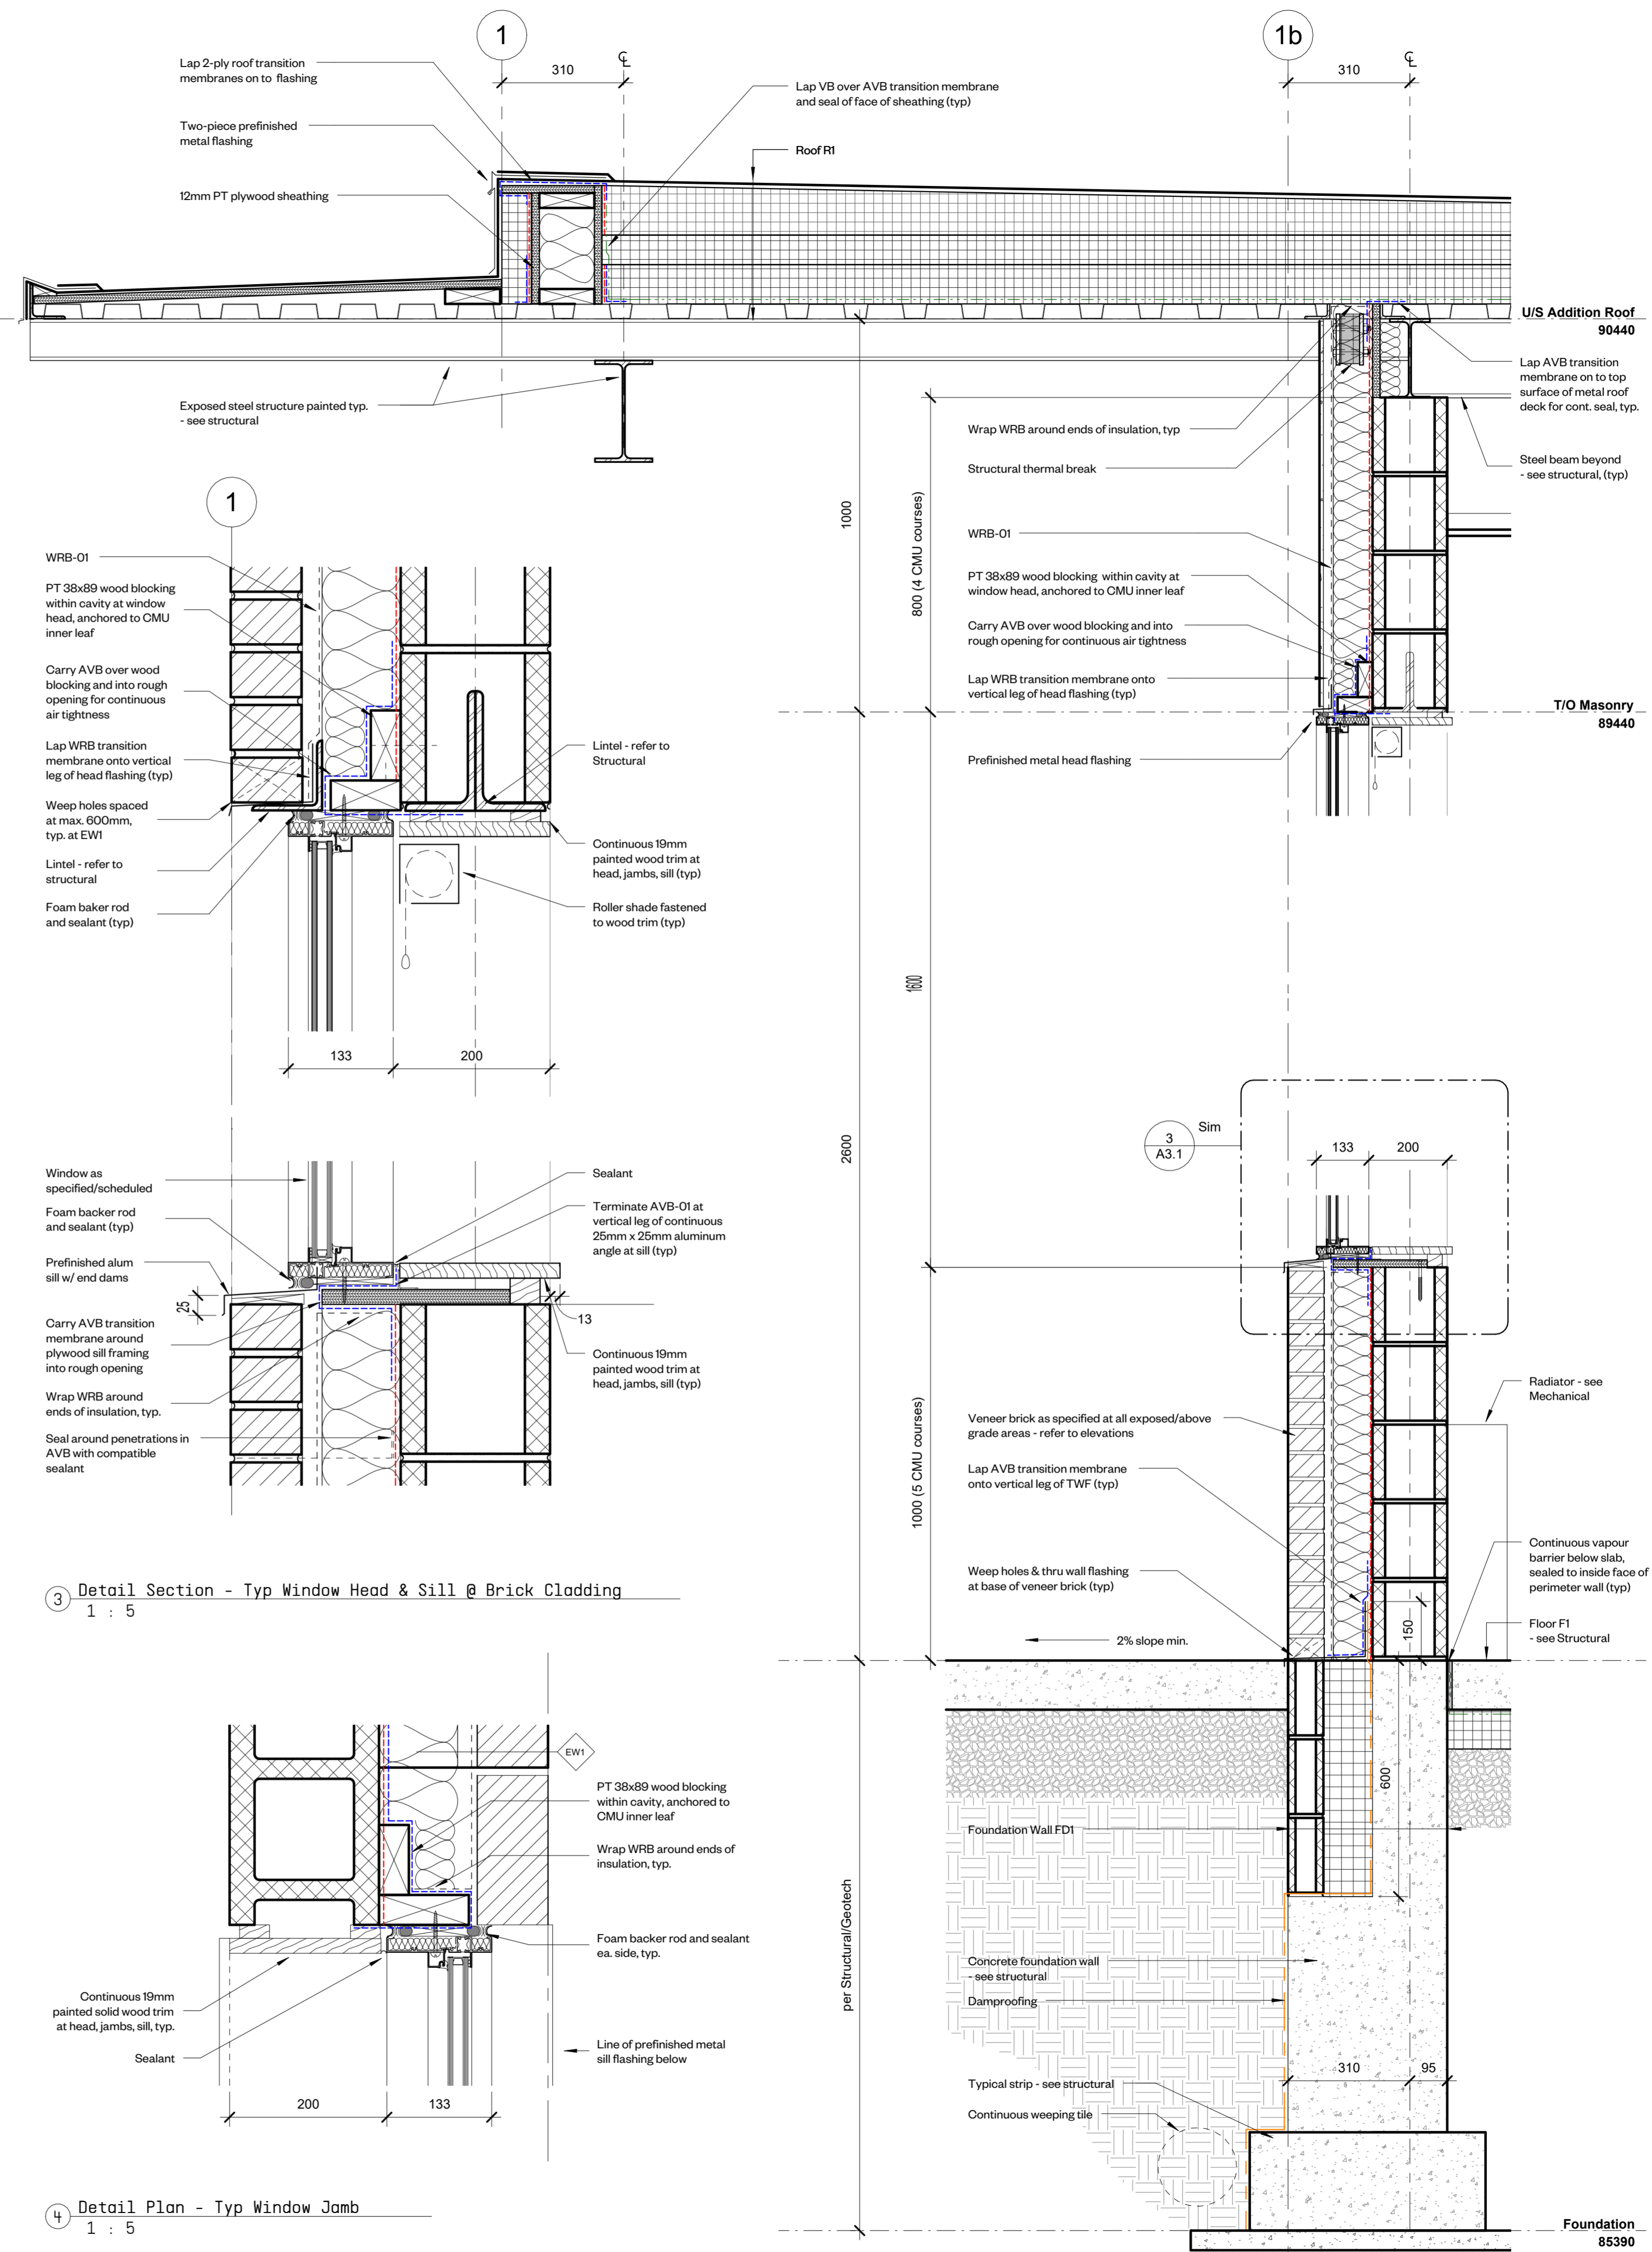 1
310
℄
1b
310
℄
Lap 2-ply roof transition
membranes on to flashing
Two-piece prefinished
metal flashing
12mm PT plywood sheathing
Lap VB over AVB transition membrane
and seal of face of sheathing (typ)
Roof R1
Exposed steel structure painted typ.
- see structural
U/S Addition Roof
90440
Lap AVB transition
membrane on to top
surface of metal roof
deck for cont. seal, typ.
Steel beam beyond
- see structural, (typ)
Wrap WRB around ends of insulation, typ
Structural thermal break
WRB-01
PT 38x89 wood blocking within cavity at
window head, anchored to CMU inner leaf
Carry AVB over wood blocking and into
rough opening for continuous air tightness
Lap WRB transition membrane onto
vertical leg of head flashing (typ)
Prefinished metal head flashing
1000
800 (4 CMU courses)
T/O Masonry
89440
1
WRB-01
PT 38x89 wood blocking
within cavity at window
head, anchored to CMU
inner leaf
Carry AVB over wood
blocking and into rough
opening for continuous
air tightness
Lap WRB transition
membrane onto vertical
leg of head flashing (typ)
Weep holes spaced
at max. 600mm,
typ. at EW1
Lintel - refer to
structural
Foam baker rod
and sealant (typ)
Lintel - refer to
Structural
Continuous 19mm
painted wood trim at
head, jambs, sill (typ)
Roller shade fastened
to wood trim (typ)
133
200
Window as
specified/scheduled
Foam backer rod
and sealant (typ)
Prefinished alum
sill w/ end dams
25
Carry AVB transition
membrane around
plywood sill framing
into rough opening
Wrap WRB around
ends of insulation, typ.
Seal around penetrations in
AVB with compatible
sealant
Sealant
Terminate AVB-01 at
vertical leg of continuous
25mm x 25mm aluminum
angle at sill (typ)
13
Continuous 19mm
painted wood trim at
head, jambs, sill (typ)
3
Detail Section - Typ Window Head & Sill @ Brick Cladding
1 : 5
1600
2600
3
A3.1
Sim
133
200
1000 (5 CMU courses)
Veneer brick as specified at all exposed/above
grade areas - refer to elevations
Lap AVB transition membrane
onto vertical leg of TWF (typ)
Weep holes & thru wall flashing
at base of veneer brick (typ)
2% slope min.
Radiator - see
Mechanical
Continuous vapour
barrier below slab,
sealed to inside face of
perimeter wall (typ)
Floor F1
- see Structural
150
600
Foundation Wall FD1
per Structural/Geotech
Concrete foundation wall
- see structural
Damproofing
310
95
Typical strip - see structural
Continuous weeping tile
Foundation
85390
EW1
PT 38x89 wood blocking
within cavity, anchored to
CMU inner leaf
Wrap WRB around ends of
insulation, typ.
Foam backer rod and sealant
ea. side, typ.
Continuous 19mm
painted solid wood trim
at head, jambs, sill, typ.
Sealant
Line of prefinished metal
sill flashing below
200
133
4
Detail Plan - Typ Window Jamb
1 : 5